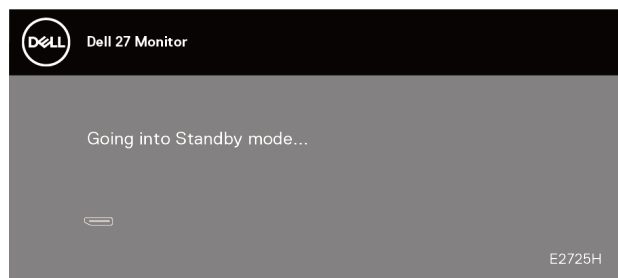 DELL
Dell 27 Monitor
Going into Standby mode...
E2725H